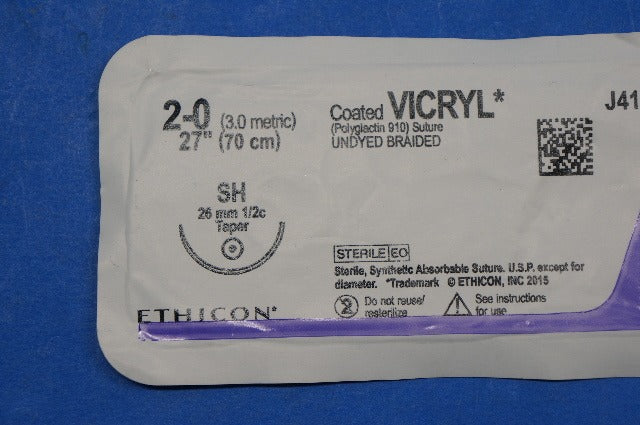 2-0 (3.0 metric)
27" (70 cm)
Coated VICRYL*
(Polyglactin 910) Suture
UNDYED BRAIDED
J41
SH
26 mm 1/2c
Taper
STERILE EO
Sterile, Synthetic Absorbable Suture. U.S.P. except for
diameter. *Trademark © ETHICON, INC 2015
2 Do not reuse/
resterilize
See instructions
for use
ETHICON*